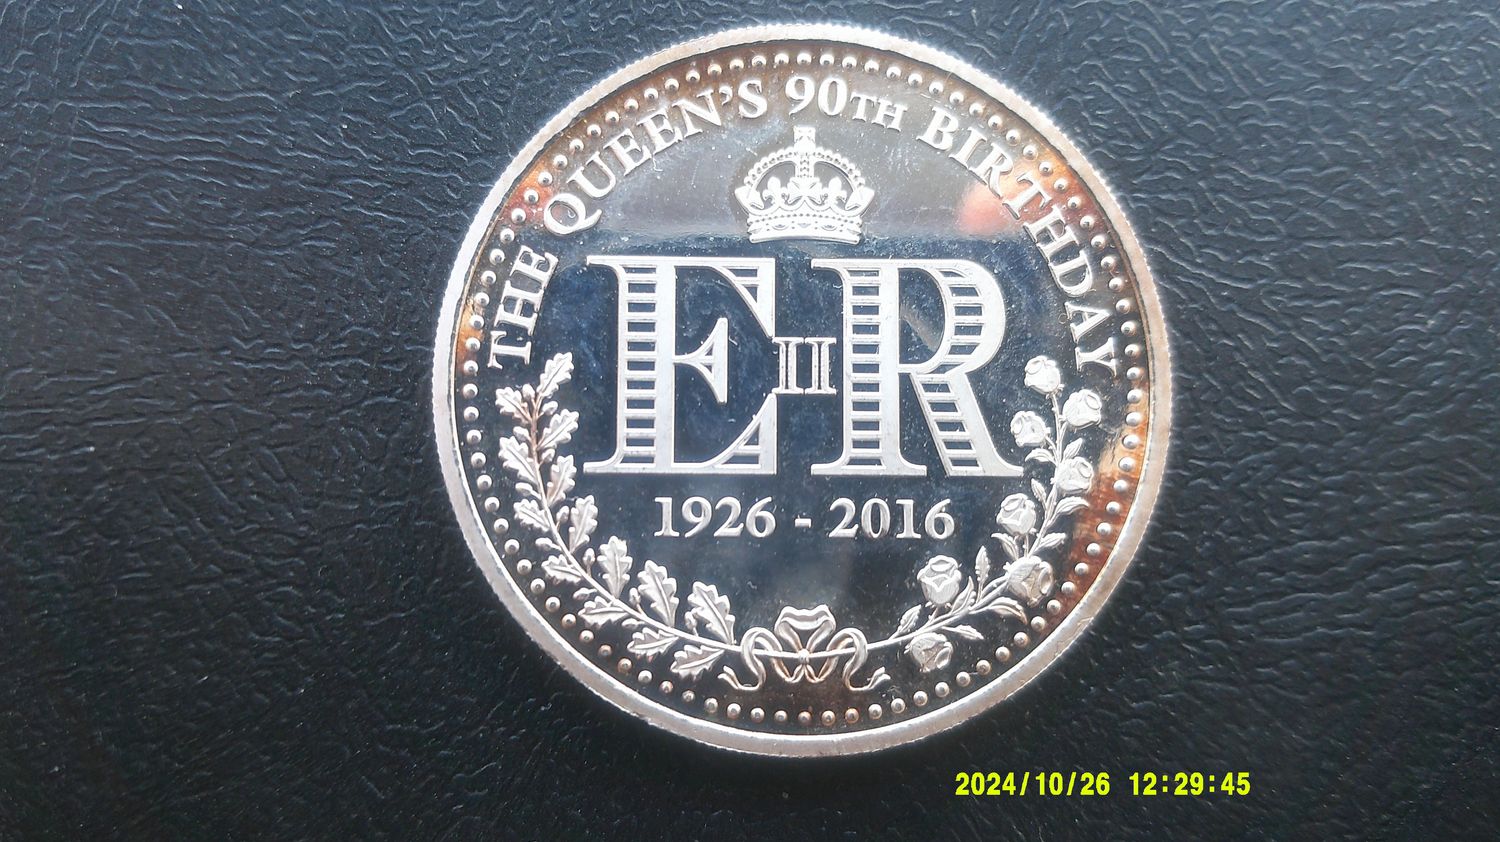 THE QUEEN'S 90TH BIRTHDAY
EIIR
1926 - 2016
2024/10/26 12:29:45